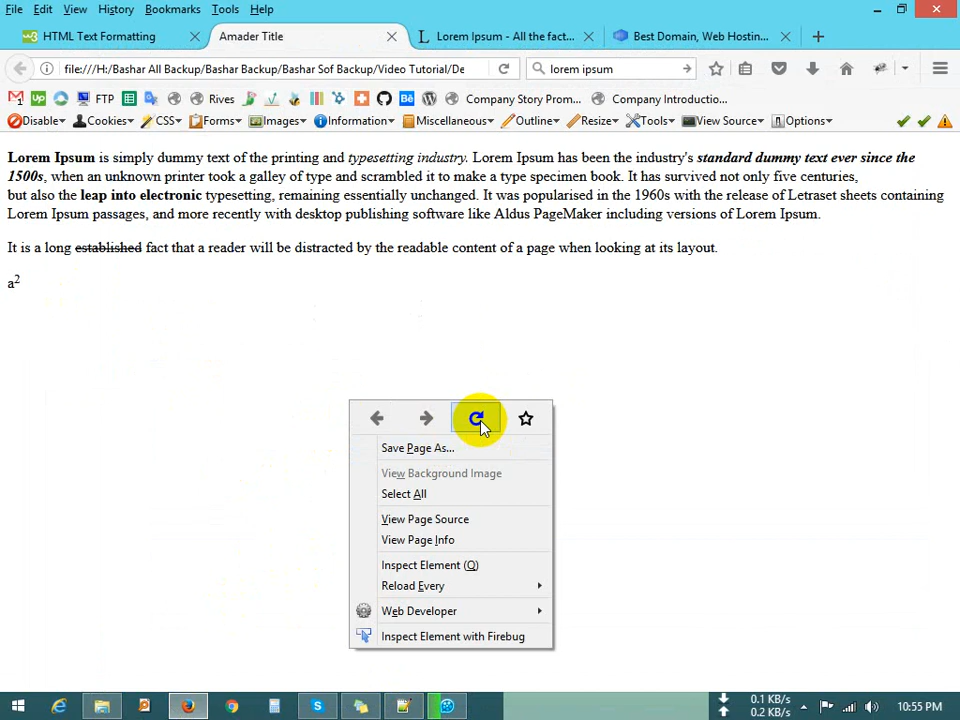 File Edit View History Bookmarks Tools Help
HTML Text Formatting Amader Title Lorem Ipsum - All the fact... Best Domain, Web Hostin...
file:///H:/Bashar All Backup/Bashar Backup/Bashar Sof Backup/Video Tutorial/De lorem ipsum
FTP Rives Company Story Prom... Company Introductio...
Disable Cookies CSS Forms Images Information Miscellaneous Outline Resize Tools View Source Options
Lorem Ipsum is simply dummy text of the printing and typesetting industry. Lorem Ipsum has been the industry's standard dummy text ever since the
1500s, when an unknown printer took a galley of type and scrambled it to make a type specimen book. It has survived not only five centuries,
but also the leap into electronic typesetting, remaining essentially unchanged. It was popularised in the 1960s with the release of Letraset sheets containing
Lorem Ipsum passages, and more recently with desktop publishing software like Aldus PageMaker including versions of Lorem Ipsum.
It is a long established fact that a reader will be distracted by the readable content of a page when looking at its layout.
a²
Save Page As...
View Background Image
Select All
View Page Source
View Page Info
Inspect Element (Q)
Reload Every
Web Developer
Inspect Element with Firebug
0.1 KB/s
0.2 KB/s
10:55 PM